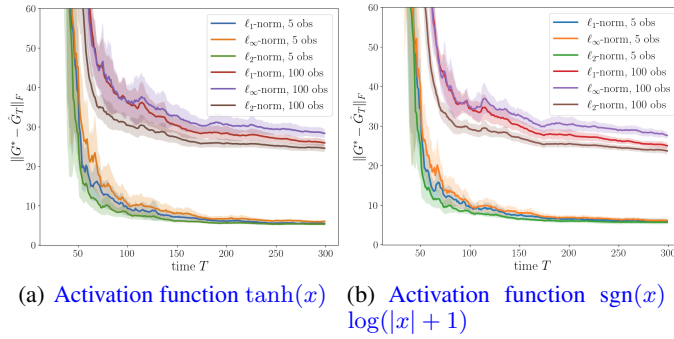 60
50
40
30
20
10
0
‖G* − Ĝ_T‖_F
50 100 150 200 250 300
time T
ℓ₁-norm, 5 obs
ℓ∞-norm, 5 obs
ℓ₂-norm, 5 obs
ℓ₁-norm, 100 obs
ℓ∞-norm, 100 obs
ℓ₂-norm, 100 obs
(a) Activation function tanh(x)
60
50
40
30
20
10
0
‖G* − Ĝ_T‖_F
50 100 150 200 250 300
time T
ℓ₁-norm, 5 obs
ℓ∞-norm, 5 obs
ℓ₂-norm, 5 obs
ℓ₁-norm, 100 obs
ℓ∞-norm, 100 obs
ℓ₂-norm, 100 obs
(b) Activation function sgn(x)
log(|x| + 1)